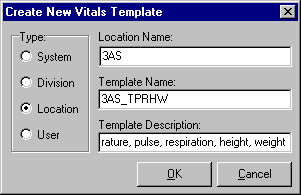 Create New Vitals Template
Type:
System
Division
Location
User
Location Name:
3AS
Template Name:
3AS_TPRHW
Template Description:
rature, pulse, respiration, height, weight
OK
Cancel